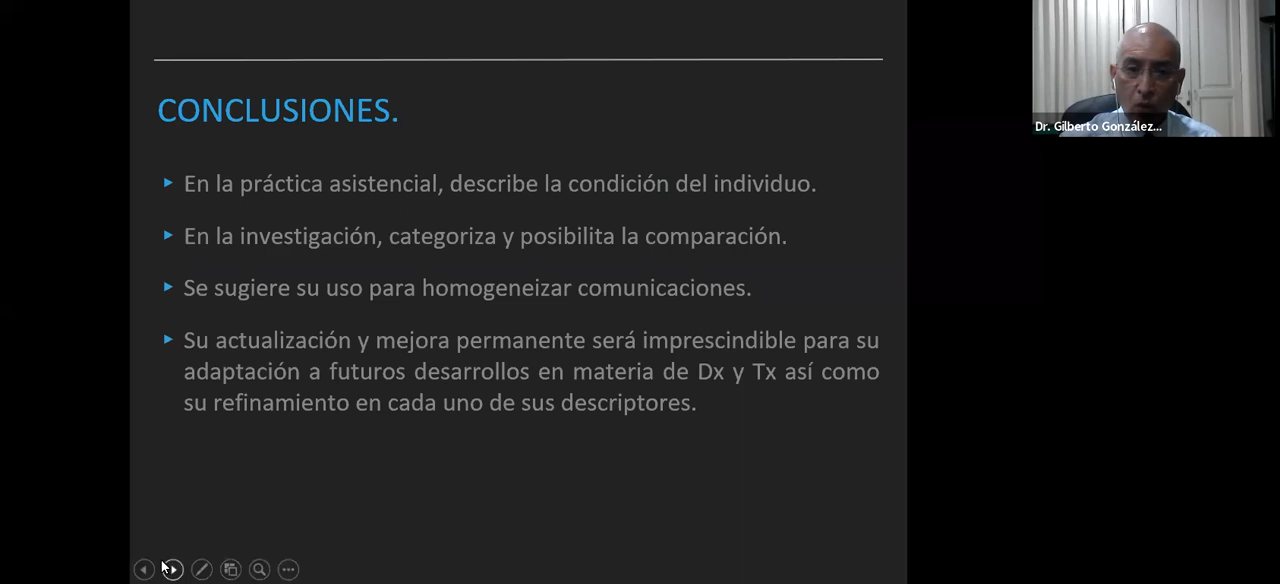 CONCLUSIONES.
En la práctica asistencial, describe la condición del individuo.
En la investigación, categoriza y posibilita la comparación.
Se sugiere su uso para homogeneizar comunicaciones.
Su actualización y mejora permanente será imprescindible para su
adaptación a futuros desarrollos en materia de Dx y Tx así como
su refinamiento en cada uno de sus descriptores.
Dr. Gilberto González...